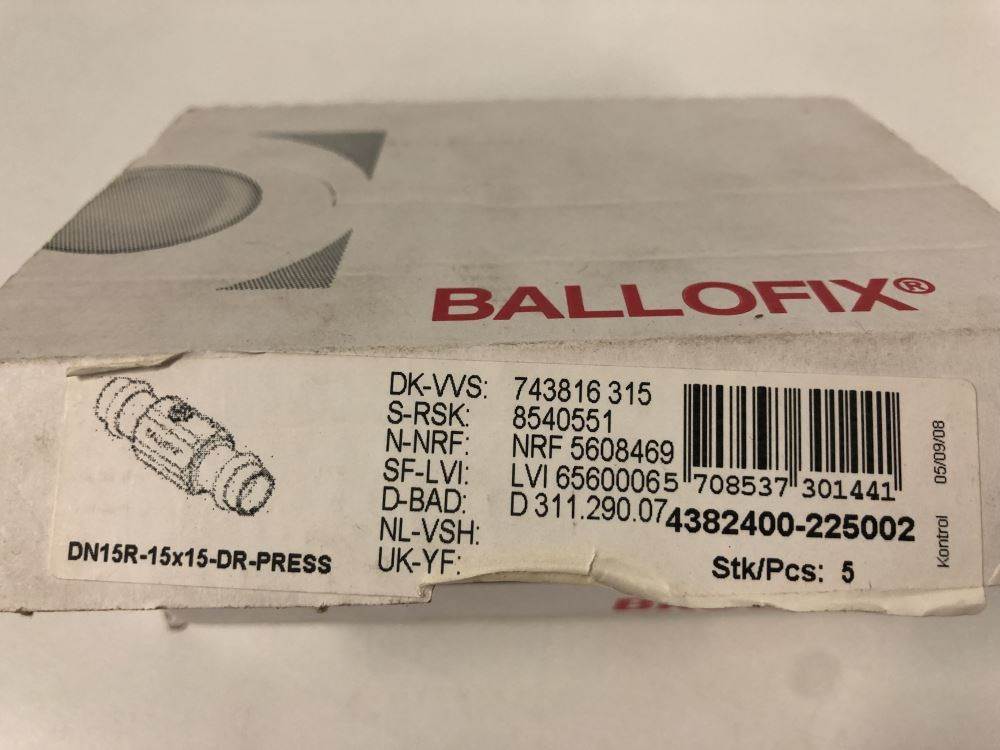 BALLOFIX®
DK-VVS: 743816 315
S-RSK: 8540551
N-NRF: NRF 5608469
SF-LVI: LVI 65600065
D-BAD: D 311.290.07
NL-VSH:
UK-YF:
5 708537 301441
4382400-225002
Stk/Pcs: 5
Kontrol 05/09/08
DN15R-15x15-DR-PRESS